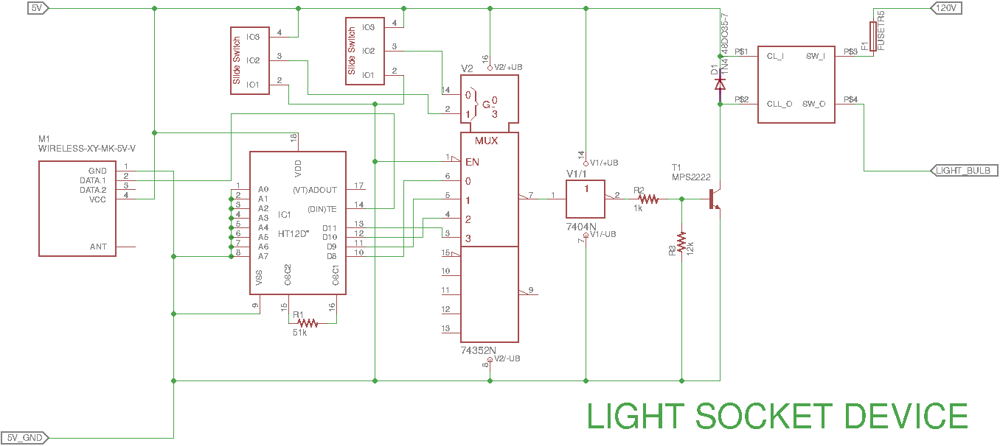 5V
120V
Slide Switch
IO3
4
IO2
3
IO1
2
Slide Switch
IO3
4
IO2
3
IO1
2
16
V2/+UB
V2
14
0
2
1
G
0
3
MUX
1
EN
6
0
5
1
4
2
3
3
7
15
10
11
12
13
9
74352N
8
V2/-UB
14
V1/+UB
V1/1
1
1
2
7404N
7
V1/-UB
R2
1k
R3
12k
T1
MPS2222
D1
1N4148DO35-7
P$1
CL_I
SW_I
P$3
P$2
CLL_O
SW_O
P$4
F1
FUSETR5
LIGHT_BULB
M1
WIRELESS-XY-MK-5V-V
GND
1
DATA.1
2
DATA.2
3
VCC
4
ANT
18
VDD
1
A0
2
A1
3
A2
4
A3
5
A4
6
A5
7
A6
8
A7
IC1
HT12D"
(VT)ADOUT
17
(DIN)TE
14
D11
13
D10
12
D9
11
D8
10
VSS
9
OSC2
15
OSC1
16
R1
51k
5V_GND
LIGHT SOCKET DEVICE